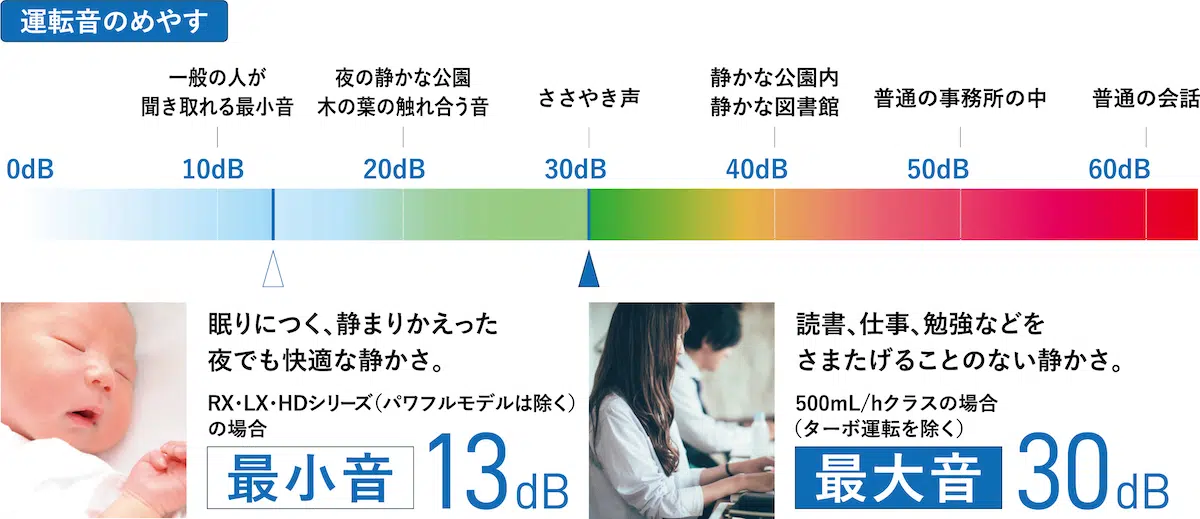 運転音のめやす
一般の人が
聞き取れる最小音
夜の静かな公園
木の葉の触れ合う音
ささやき声
静かな公園内
静かな図書館
普通の事務所の中
普通の会話
0dB
10dB
20dB
30dB
40dB
50dB
60dB
眠りにつく、静まりかえった
夜でも快適な静かさ。
RX・LX・HDシリーズ（パワフルモデルは除く）
の場合
最小音 13dB
読書、仕事、勉強などを
さまたげることのない静かさ。
500mL/hクラスの場合
（ターボ運転を除く）
最大音 30dB